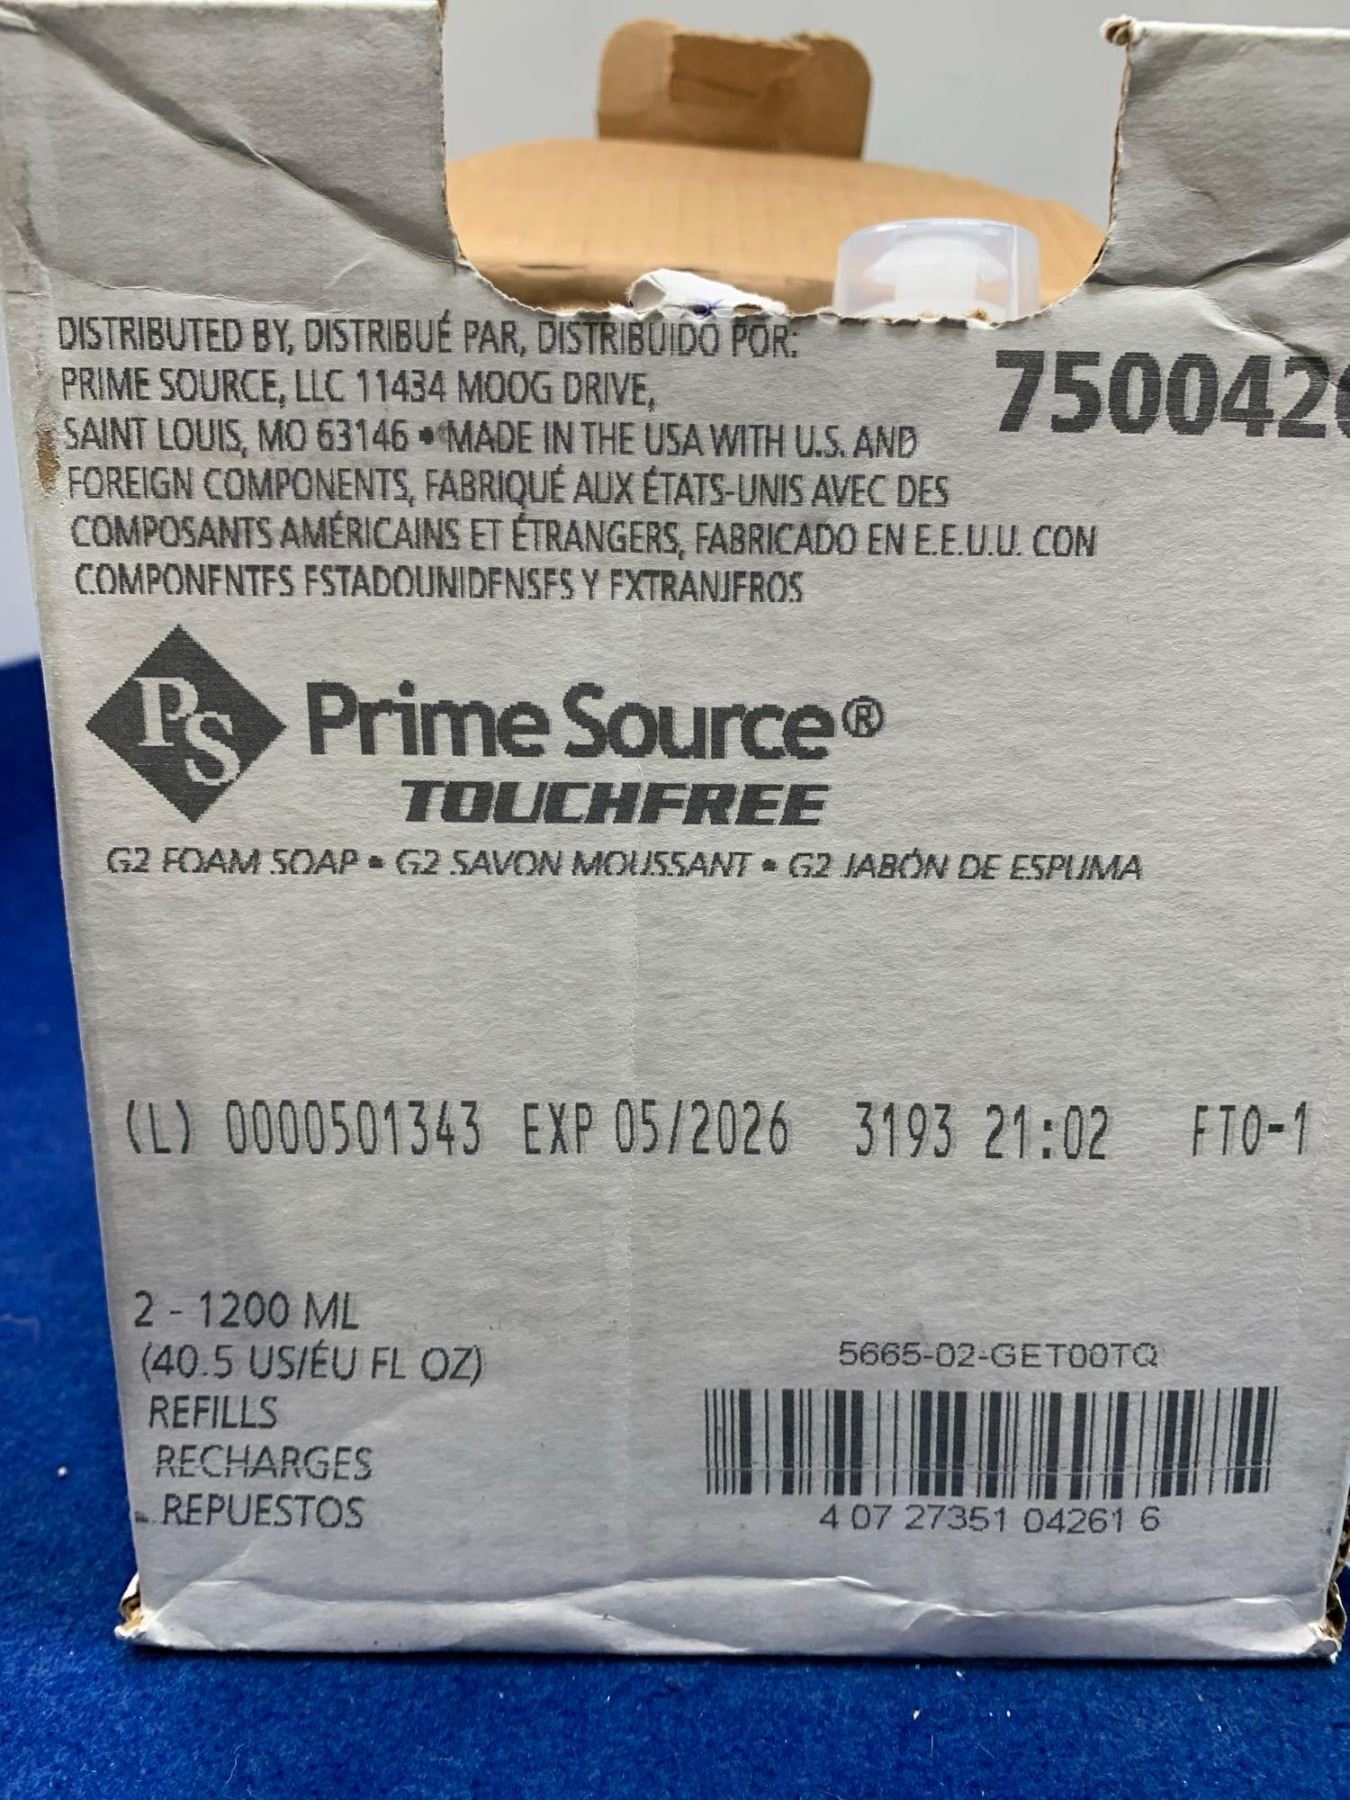 DISTRIBUTED BY, DISTRIBUÉ PAR, DISTRIBUIDO POR:
PRIME SOURCE, LLC 11434 MOOG DRIVE,
SAINT LOUIS, MO 63146 • MADE IN THE USA WITH U.S. AND
FOREIGN COMPONENTS, FABRIQUÉ AUX ÉTATS-UNIS AVEC DES
COMPOSANTS AMÉRICAINS ET ÉTRANGERS, FABRICADO EN E.E.U.U. CON
COMPONENTES ESTADOUNIDENSES Y EXTRANJEROS
PS Prime Source®
TOUCHFREE
G2 FOAM SOAP • G2 SAVON MOUSSANT • G2 JABÓN DE ESPUMA
(L) 0000501343 EXP 05/2026 3193 21:02 FTO-1
2 - 1200 ML
(40.5 US/ÉU FL OZ)
REFILLS
RECHARGES
REPUESTOS
5665-02-GET00TQ
4 07 27351 04261 6